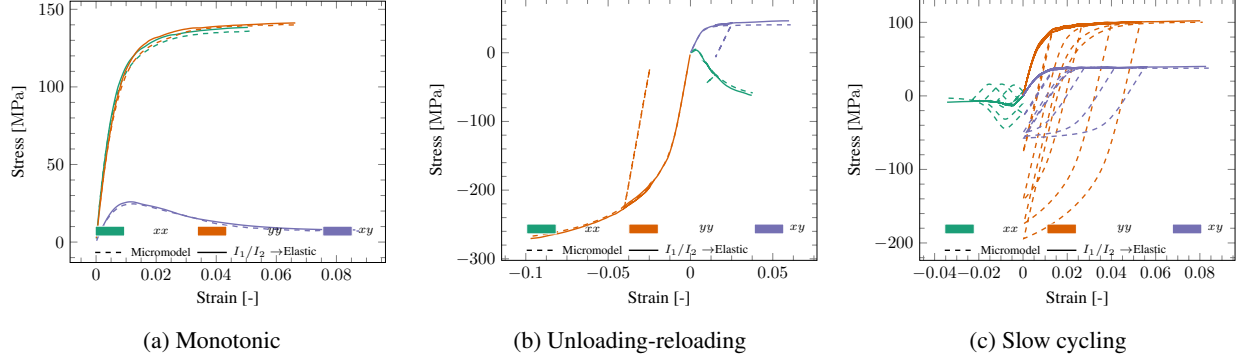 150
100
50
0
Stress [MPa]
xx
yy
xy
Micromodel
I₁/I₂ →Elastic
0
0.02
0.04
0.06
0.08
Strain [-]
(a) Monotonic
0
−100
−200
−300
Stress [MPa]
xx
yy
xy
Micromodel
I₁/I₂ →Elastic
−0.1
−0.05
0
0.05
Strain [-]
(b) Unloading-reloading
100
0
−100
−200
Stress [MPa]
xx
yy
xy
Micromodel
I₁/I₂ →Elastic
−0.04
−0.02
0
0.02
0.04
0.06
0.08
Strain [-]
(c) Slow cycling